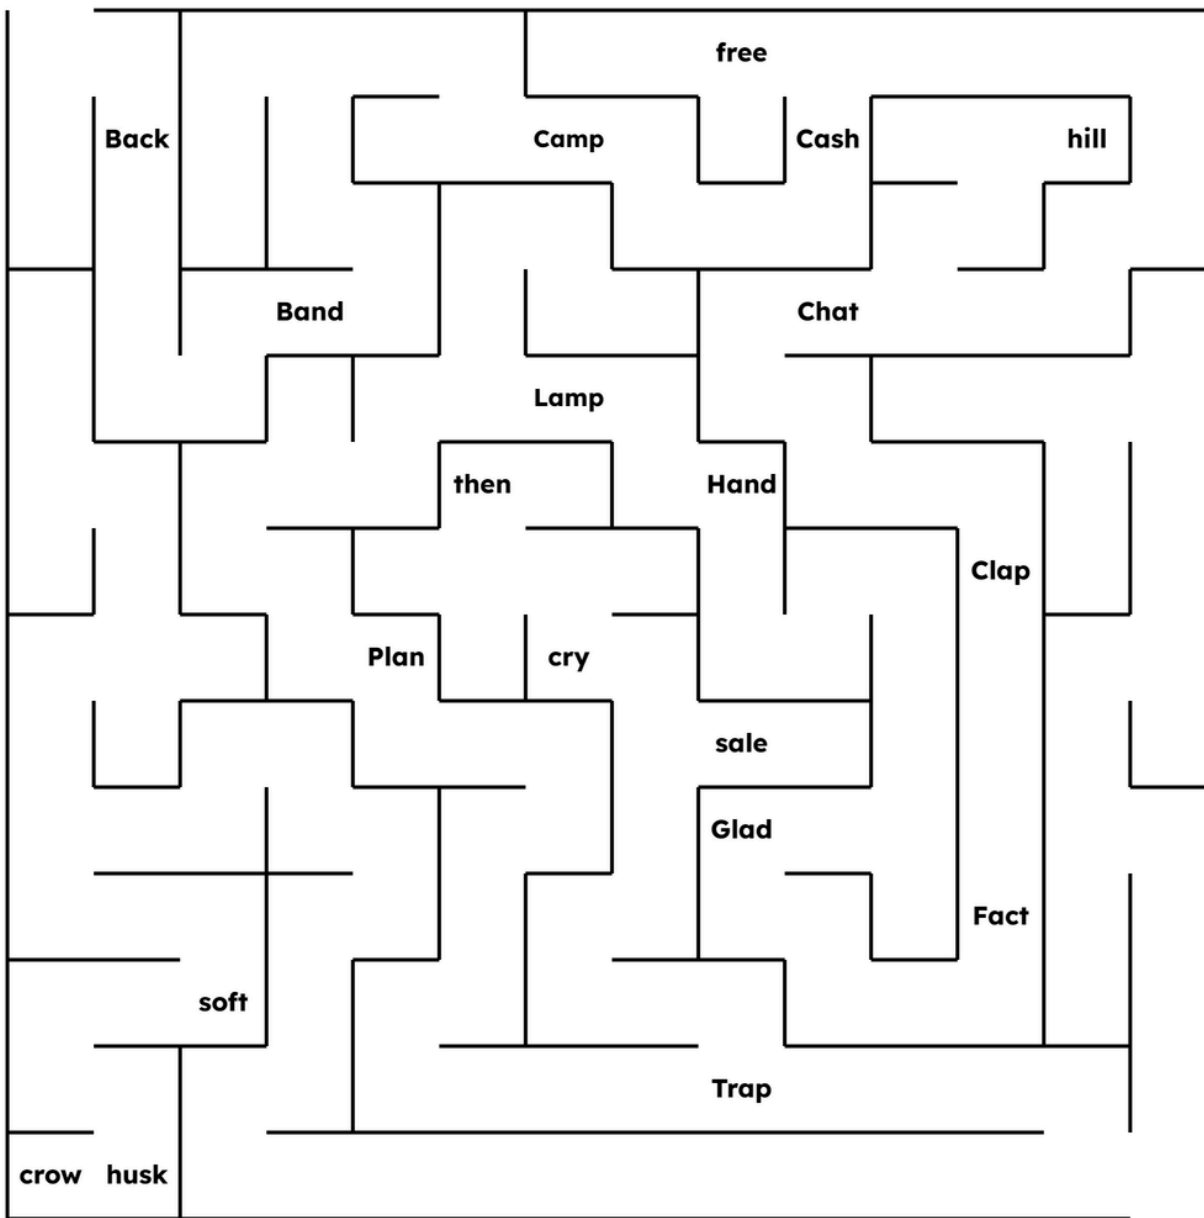 free
Back
Camp
Cash
hill
Band
Chat
Lamp
then
Hand
Clap
Plan
cry
sale
Glad
Fact
soft
Trap
crow
husk